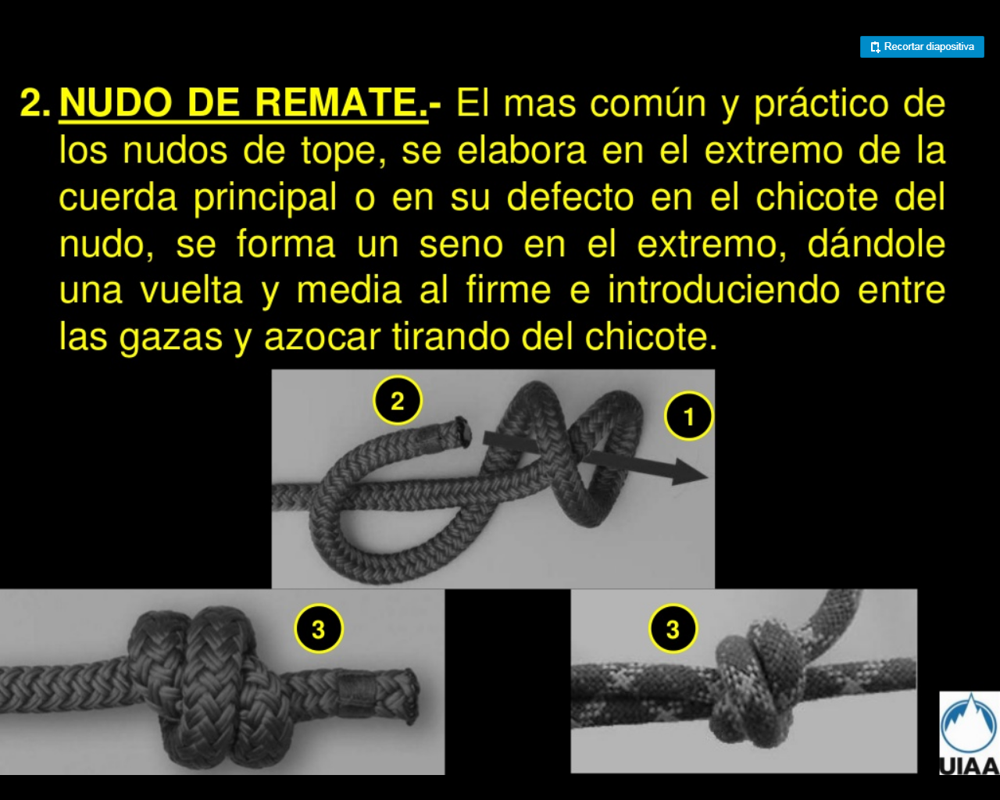 Recortar diapositiva
2. NUDO DE REMATE.- El mas común y práctico de
los nudos de tope, se elabora en el extremo de la
cuerda principal o en su defecto en el chicote del
nudo, se forma un seno en el extremo, dándole
una vuelta y media al firme e introduciendo entre
las gazas y azocar tirando del chicote.
2
1
3
3
UIAA